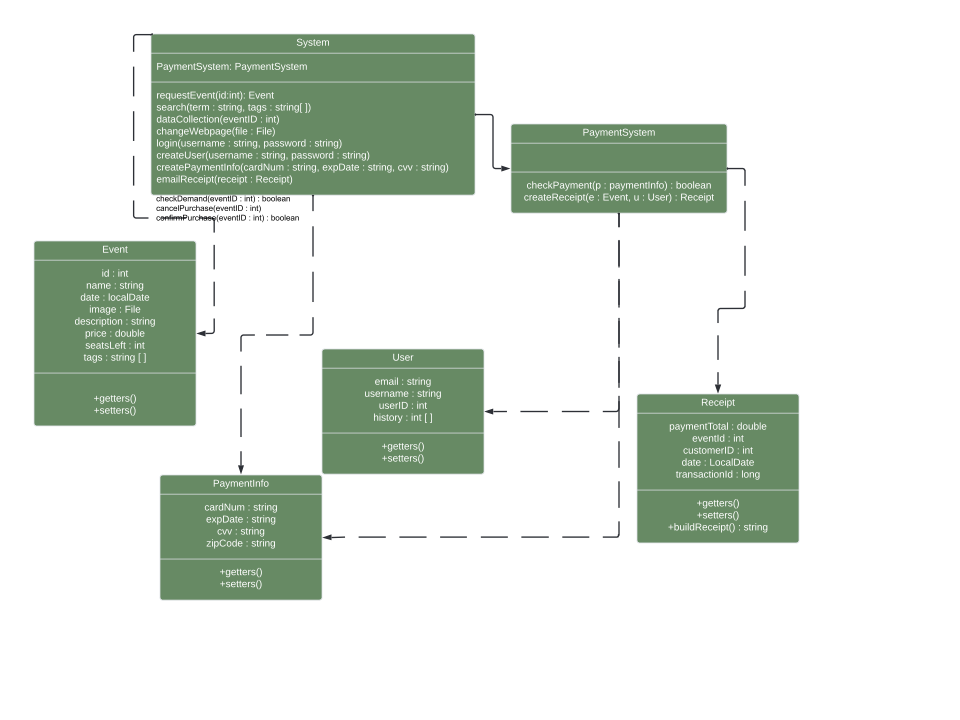 System
PaymentSystem: PaymentSystem
requestEvent(id:int): Event
search(term : string, tags : string[ ])
dataCollection(eventID : int)
changeWebpage(file : File)
login(username : string, password : string)
createUser(username : string, password : string)
createPaymentInfo(cardNum : string, expDate : string, cvv : string)
emailReceipt(receipt : Receipt)
checkDemand(eventID : int) : boolean
cancelPurchase(eventID : int)
confirmPurchase(eventID : int) : boolean
PaymentSystem
checkPayment(p : paymentInfo) : boolean
createReceipt(e : Event, u : User) : Receipt
Event
id : int
name : string
date : localDate
image : File
description : string
price : double
seatsLeft : int
tags : string [ ]
+getters()
+setters()
User
email : string
username : string
userID : int
history : int [ ]
+getters()
+setters()
Receipt
paymentTotal : double
eventId : int
customerID : int
date : LocalDate
transactionId : long
+getters()
+setters()
+buildReceipt() : string
PaymentInfo
cardNum : string
expDate : string
cvv : string
zipCode : string
+getters()
+setters()